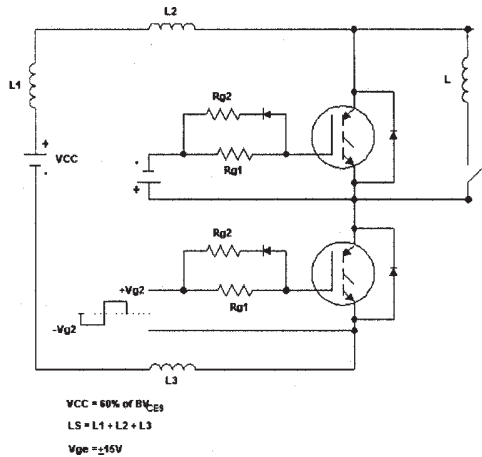 L2
L1
L
Rg2
+
VCC
-
-
+
Rg1
Rg2
+Vg2
Rg1
-Vg2
L3
VCC = 60% of BVCES
LS = L1 + L2 + L3
Vge = ±15V